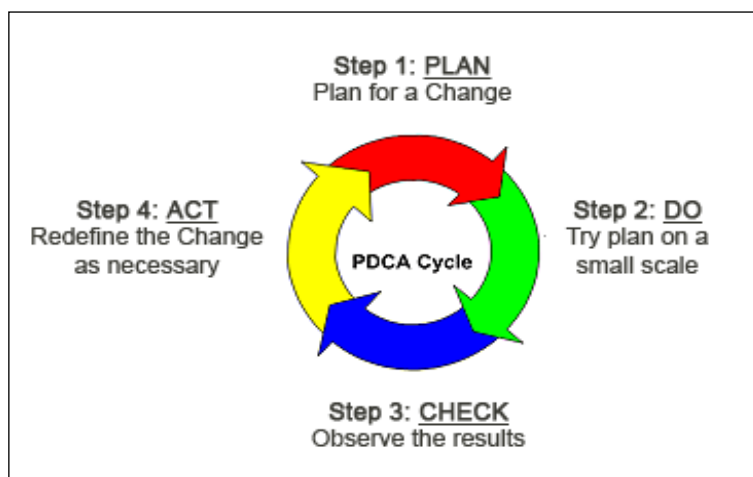 Step 1: PLAN
Plan for a Change
Step 4: ACT
Redefine the Change
as necessary
PDCA Cycle
Step 2: DO
Try plan on a
small scale
Step 3: CHECK
Observe the results